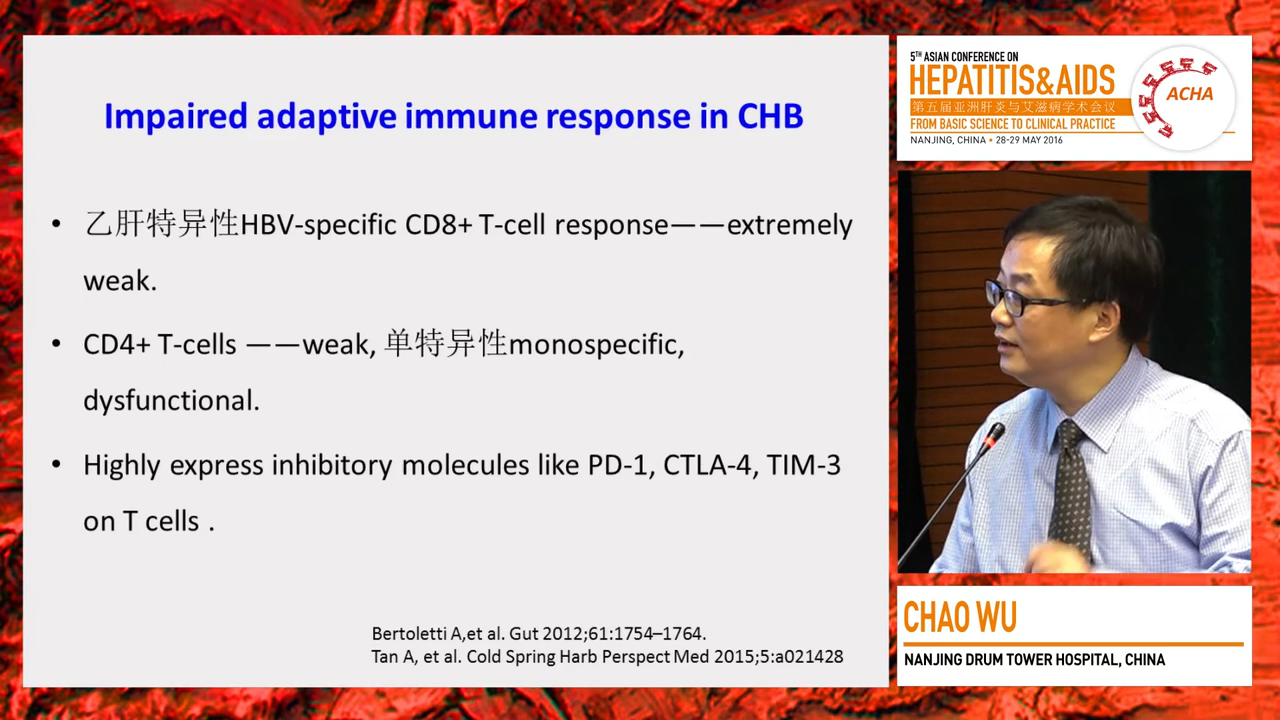 Impaired adaptive immune response in CHB
• 乙肝特异性HBV-specific CD8+ T-cell response——extremely
weak.
• CD4+ T-cells ——weak, 单特异性monospecific,
dysfunctional.
• Highly express inhibitory molecules like PD-1, CTLA-4, TIM-3
on T cells .
Bertoletti A,et al. Gut 2012;61:1754–1764.
Tan A, et al. Cold Spring Harb Perspect Med 2015;5:a021428
5TH ASIAN CONFERENCE ON
HEPATITIS&AIDS
第五届亚洲肝炎与艾滋病学术会议
FROM BASIC SCIENCE TO CLINICAL PRACTICE
NANJING, CHINA • 28-29 MAY 2016
ACHA
CHAO WU
NANJING DRUM TOWER HOSPITAL, CHINA